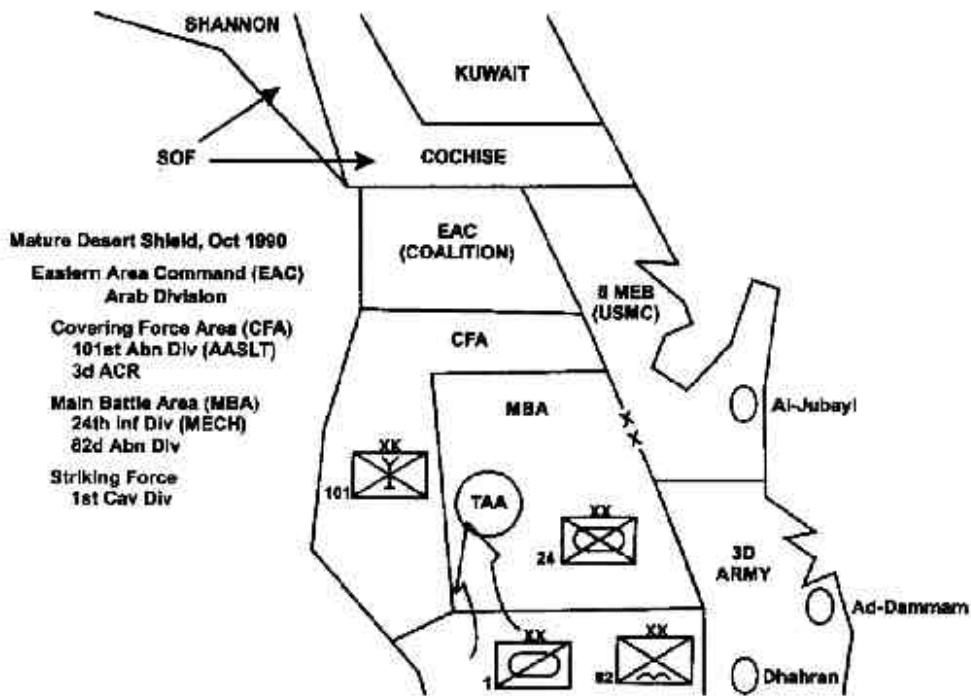 SHANNON
KUWAIT
SOF
COCHISE
Mature Desert Shield, Oct 1990
Eastern Area Command (EAC)
Arab Division
Covering Force Area (CFA)
101st Abn Div (AASLT)
3d ACR
Main Battle Area (MBA)
24th Inf Div (MECH)
82d Abn Div
Striking Force
1st Cav Div
EAC
(COALITION)
8 MEB
(USMC)
CFA
MBA
XX
Al-Jubayl
XX
101
TAA
XX
24
3D
ARMY
Ad-Dammam
XX
1
XX
82
Dhahran